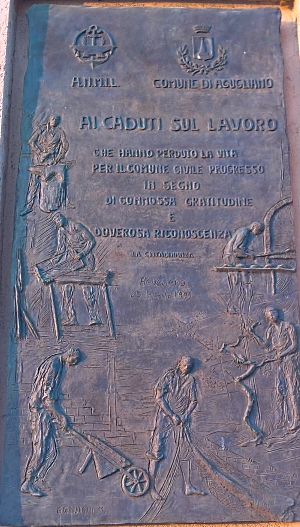 A.N.M.I.L. COMUNE DI AGUGLIANO
AI CADUTI SUL LAVORO
CHE HANNO PERDUTO LA VITA
PER IL COMUNE CIVILE PROGRESSO
IN SEGNO
DI COMMOSSA GRATITUDINE
E
DOVEROSA RICONOSCENZA
LA CITTADINANZA